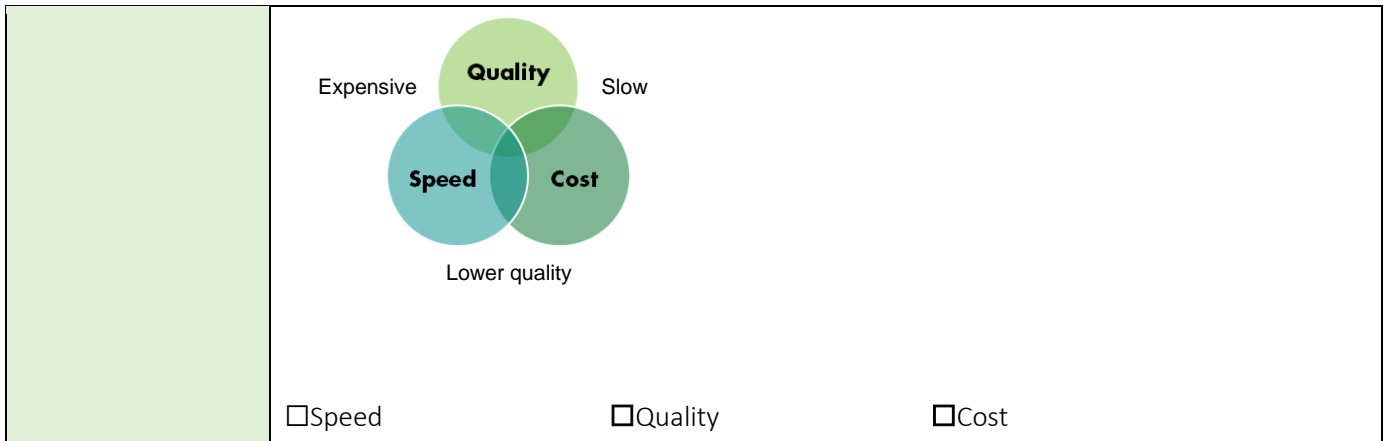 Quality
Expensive Slow
Speed Cost
Lower quality
☐Speed ☐Quality ☐Cost